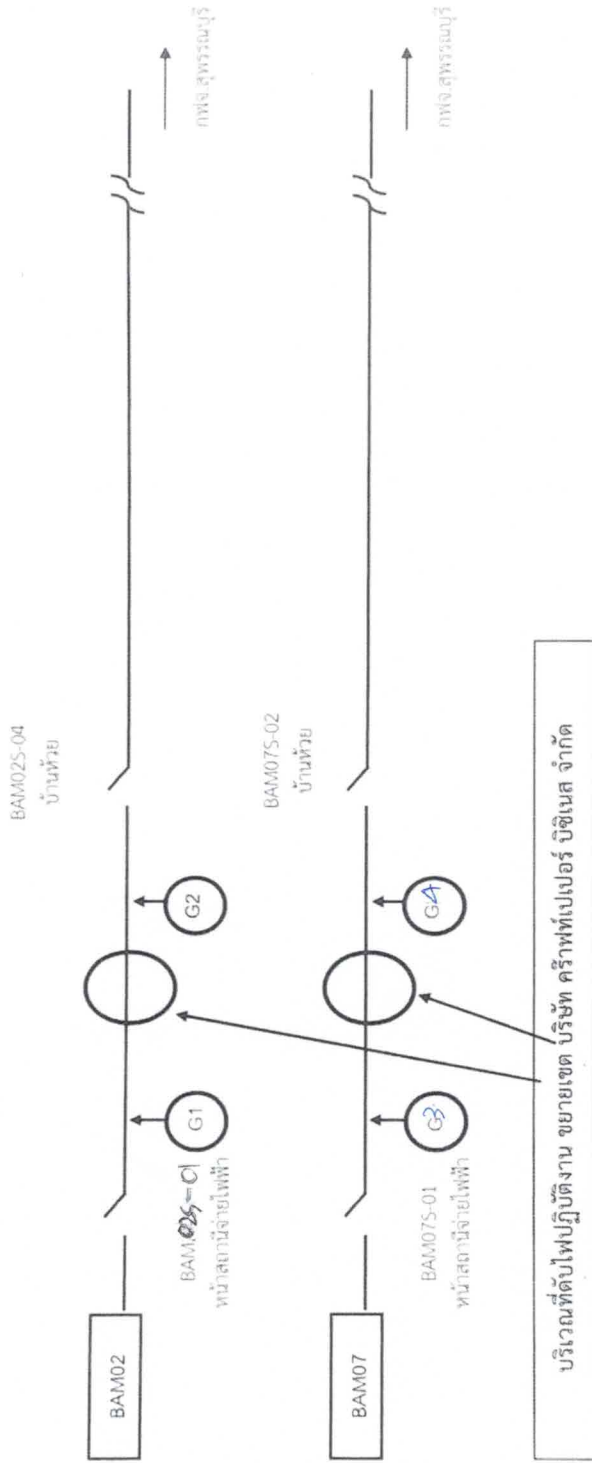 BAM02
BAM02S-01
หน้าสถานีจ่ายไฟฟ้า
G1
G2
BAM02S-04
บ้านห้วย
กฟจ.สุพรรณบุรี
BAM07
BAM07S-01
หน้าสถานีจ่ายไฟฟ้า
G3
G4
BAM07S-02
บ้านห้วย
กฟจ.สุพรรณบุรี
บริเวณที่ดับไฟปฏิบัติงาน ขยายเขต บริษัท คร๊าฟท์เปเปอร์ บิซิเนส จำกัด